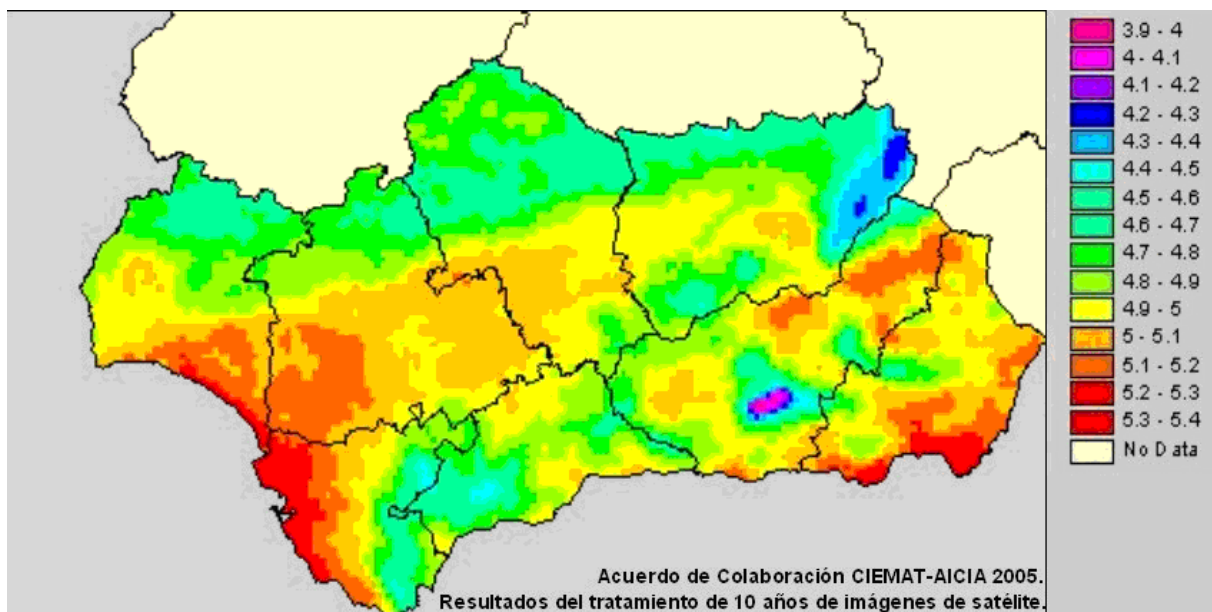 3.9 - 4
4 - 4.1
4.1 - 4.2
4.2 - 4.3
4.3 - 4.4
4.4 - 4.5
4.5 - 4.6
4.6 - 4.7
4.7 - 4.8
4.8 - 4.9
4.9 - 5
5 - 5.1
5.1 - 5.2
5.2 - 5.3
5.3 - 5.4
No Data
Acuerdo de Colaboración CIEMAT-AICIA 2005.
Resultados del tratamiento de 10 años de imágenes de satélite.